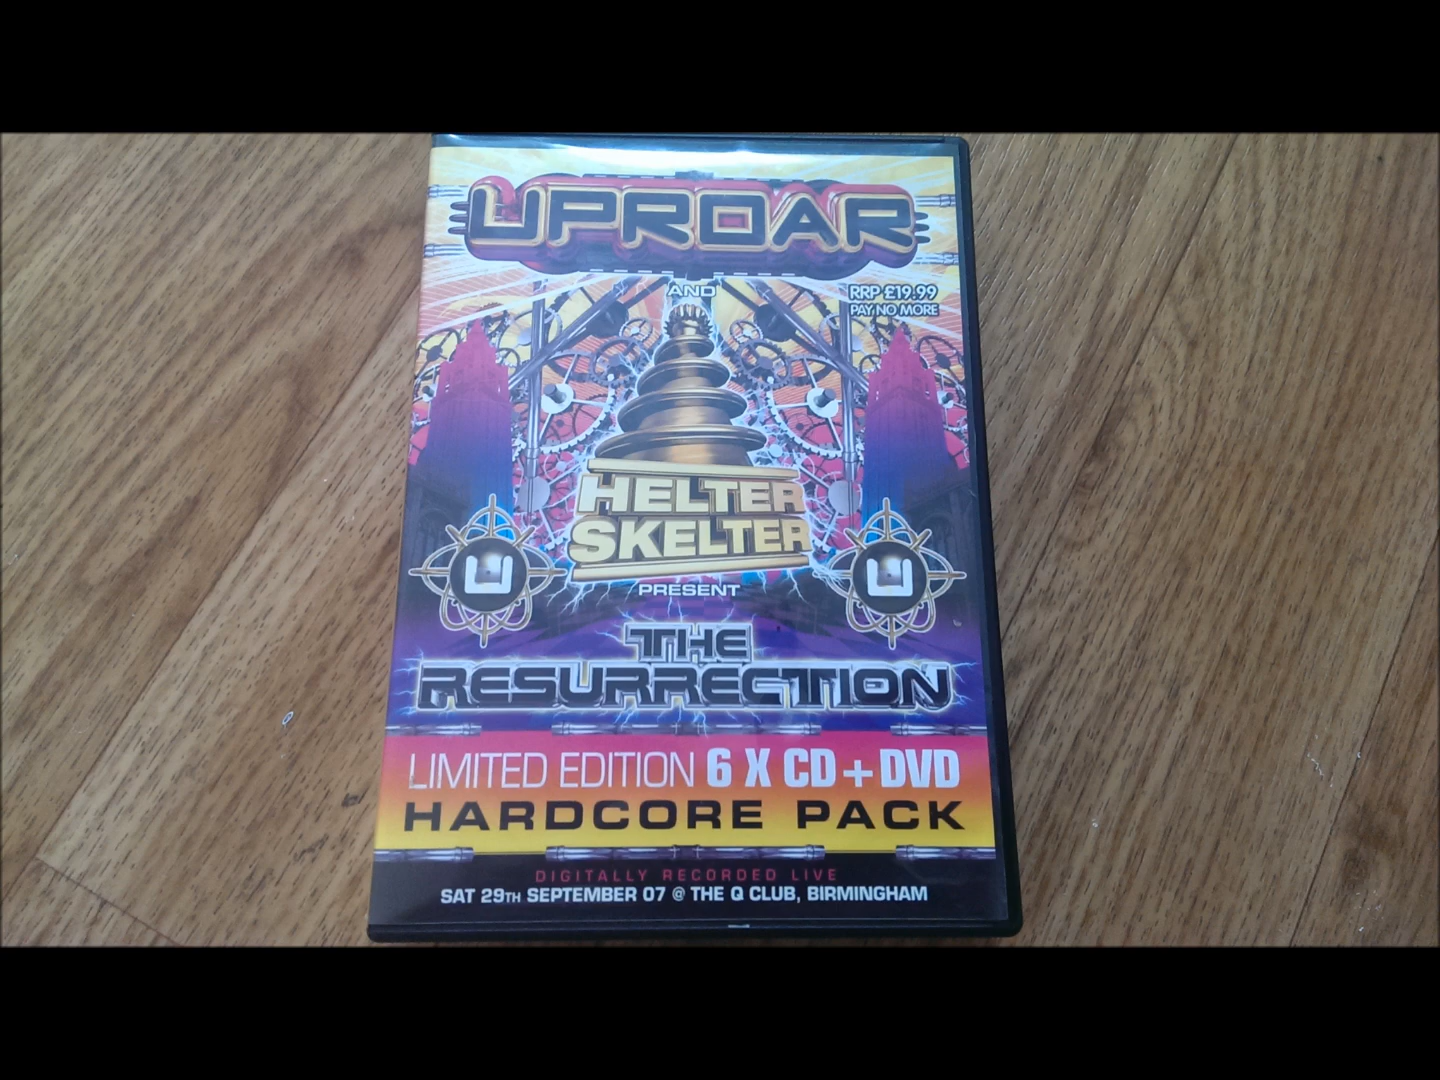 UPROAR
AND
RRP £19.99
PAY NO MORE
HELTER
SKELTER
U
U
PRESENT
THE
RESURRECTION
LIMITED EDITION 6 X CD + DVD
HARDCORE PACK
DIGITALLY RECORDED LIVE
SAT 29TH SEPTEMBER 07 @ THE Q CLUB, BIRMINGHAM